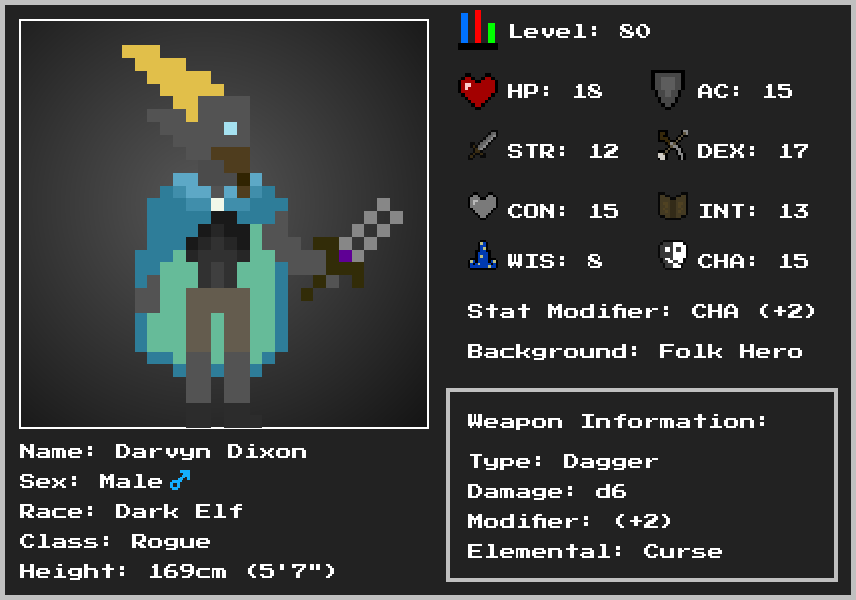 Level: 80
HP: 18 AC: 15
STR: 12 DEX: 17
CON: 15 INT: 13
WIS: 8 CHA: 15
Stat Modifier: CHA (+2)
Background: Folk Hero
Weapon Information:
Type: Dagger
Damage: d6
Modifier: (+2)
Elemental: Curse
Name: Darvyn Dixon
Sex: Male♂
Race: Dark Elf
Class: Rogue
Height: 169cm (5'7")